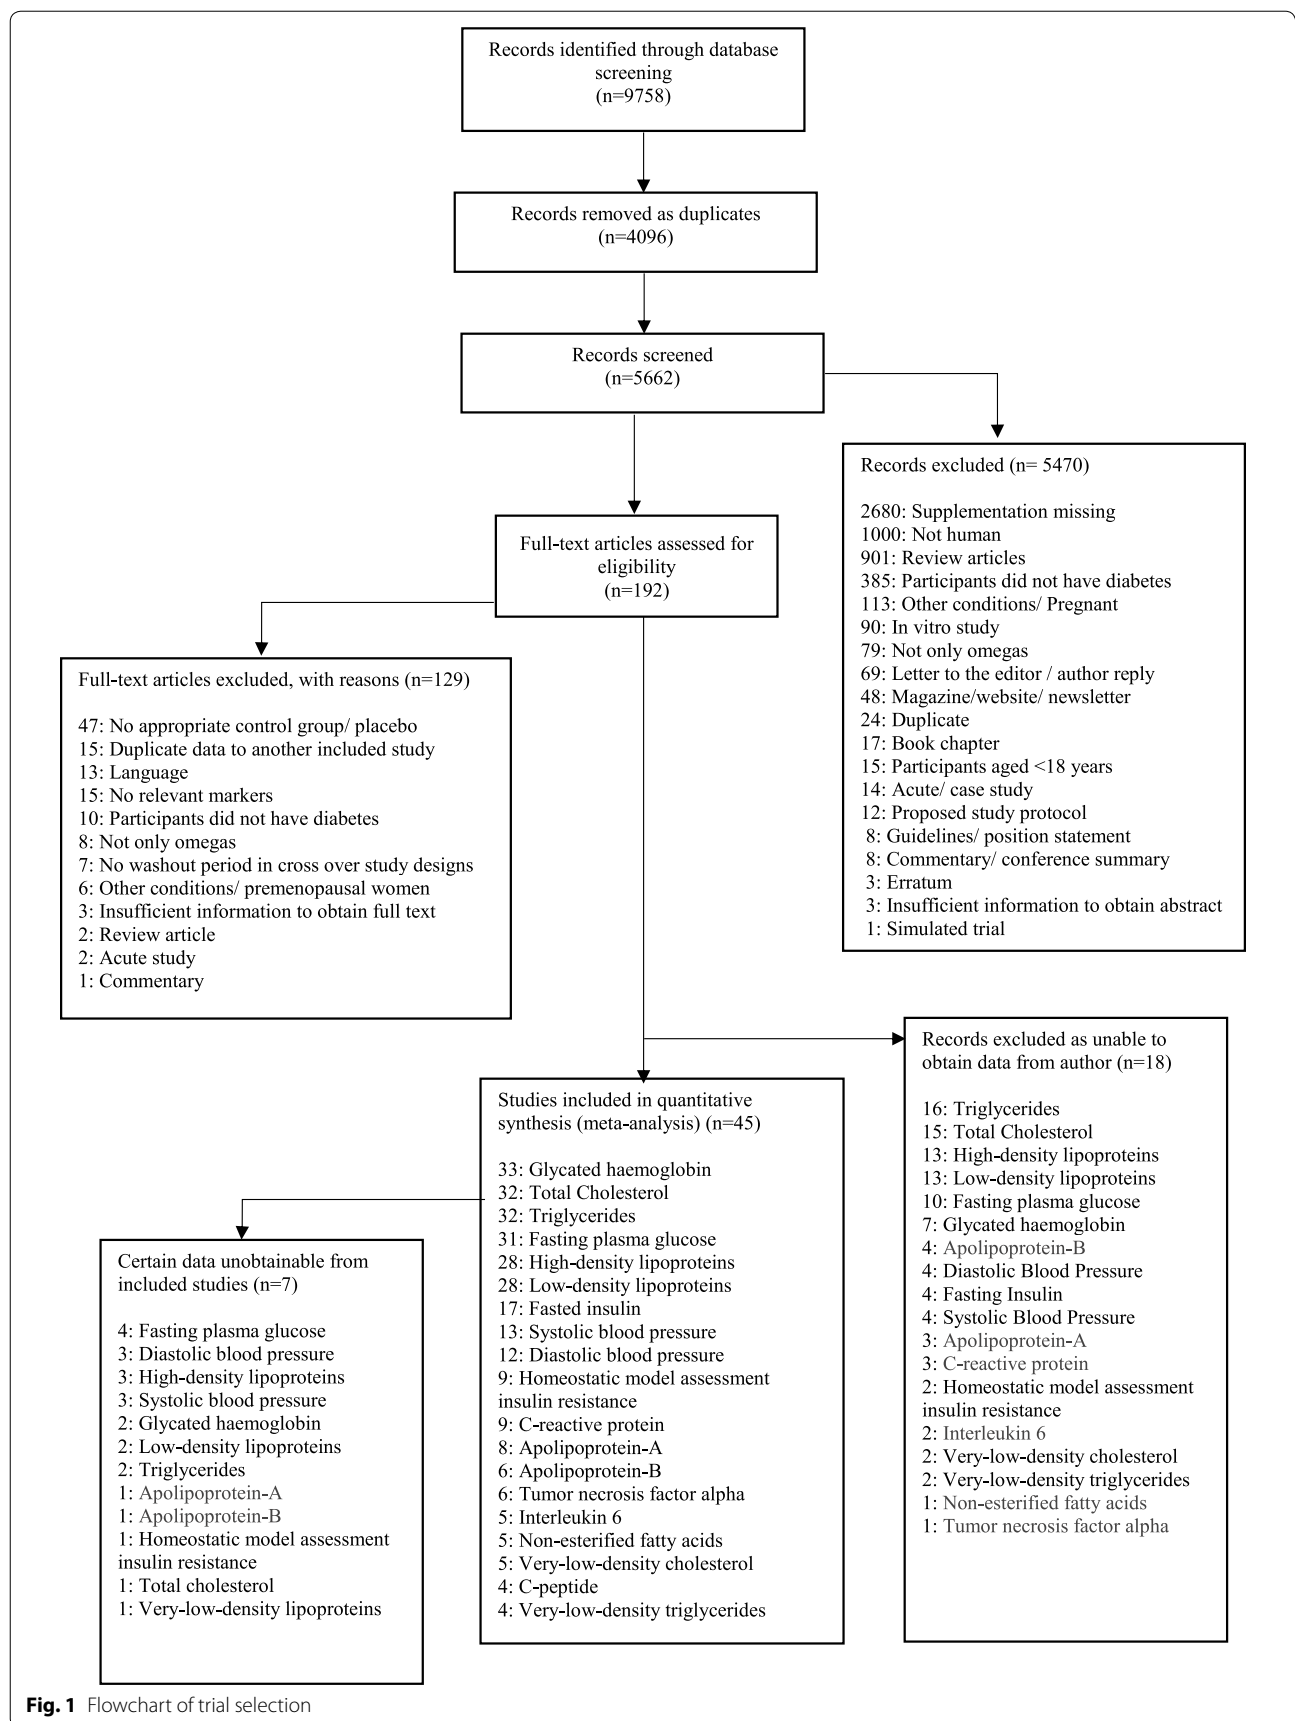 Records identified through database
screening
(n=9758)
Records removed as duplicates
(n=4096)
Records screened
(n=5662)
Records excluded (n= 5470)
2680: Supplementation missing
1000: Not human
901: Review articles
385: Participants did not have diabetes
113: Other conditions/ Pregnant
90: In vitro study
79: Not only omegas
69: Letter to the editor / author reply
48: Magazine/website/ newsletter
24: Duplicate
17: Book chapter
15: Participants aged <18 years
14: Acute/ case study
12: Proposed study protocol
8: Guidelines/ position statement
8: Commentary/ conference summary
3: Erratum
3: Insufficient information to obtain abstract
1: Simulated trial
Full-text articles assessed for
eligibility
(n=192)
Full-text articles excluded, with reasons (n=129)
47: No appropriate control group/ placebo
15: Duplicate data to another included study
13: Language
15: No relevant markers
10: Participants did not have diabetes
8: Not only omegas
7: No washout period in cross over study designs
6: Other conditions/ premenopausal women
3: Insufficient information to obtain full text
2: Review article
2: Acute study
1: Commentary
Records excluded as unable to
obtain data from author (n=18)
16: Triglycerides
15: Total Cholesterol
13: High-density lipoproteins
13: Low-density lipoproteins
10: Fasting plasma glucose
7: Glycated haemoglobin
4: Apolipoprotein-B
4: Diastolic Blood Pressure
4: Fasting Insulin
4: Systolic Blood Pressure
3: Apolipoprotein-A
3: C-reactive protein
2: Homeostatic model assessment
insulin resistance
2: Interleukin 6
2: Very-low-density cholesterol
2: Very-low-density triglycerides
1: Non-esterified fatty acids
1: Tumor necrosis factor alpha
Studies included in quantitative
synthesis (meta-analysis) (n=45)
33: Glycated haemoglobin
32: Total Cholesterol
32: Triglycerides
31: Fasting plasma glucose
28: High-density lipoproteins
28: Low-density lipoproteins
17: Fasted insulin
13: Systolic blood pressure
12: Diastolic blood pressure
9: Homeostatic model assessment
insulin resistance
9: C-reactive protein
8: Apolipoprotein-A
6: Apolipoprotein-B
6: Tumor necrosis factor alpha
5: Interleukin 6
5: Non-esterified fatty acids
5: Very-low-density cholesterol
4: C-peptide
4: Very-low-density triglycerides
Certain data unobtainable from
included studies (n=7)
4: Fasting plasma glucose
3: Diastolic blood pressure
3: High-density lipoproteins
3: Systolic blood pressure
2: Glycated haemoglobin
2: Low-density lipoproteins
2: Triglycerides
1: Apolipoprotein-A
1: Apolipoprotein-B
1: Homeostatic model assessment
insulin resistance
1: Total cholesterol
1: Very-low-density lipoproteins
Fig. 1 Flowchart of trial selection